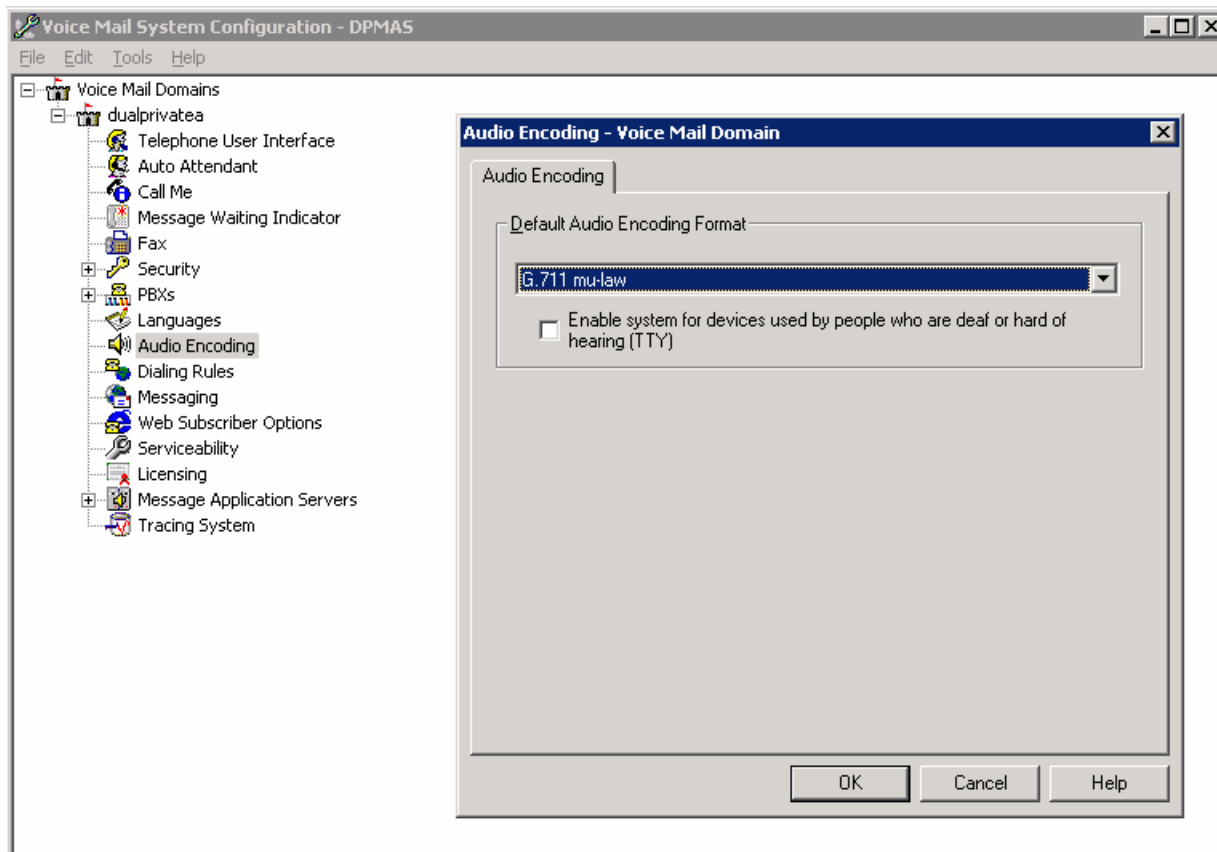 Voice Mail System Configuration - DPMAS
File Edit Tools Help
Voice Mail Domains
dualprivatea
Telephone User Interface
Auto Attendant
Call Me
Message Waiting Indicator
Fax
Security
PBXs
Languages
Audio Encoding
Dialing Rules
Messaging
Web Subscriber Options
Serviceability
Licensing
Message Application Servers
Tracing System
Audio Encoding - Voice Mail Domain
Audio Encoding
Default Audio Encoding Format
G.711 mu-law
Enable system for devices used by people who are deaf or hard of
hearing (TTY)
OK Cancel Help